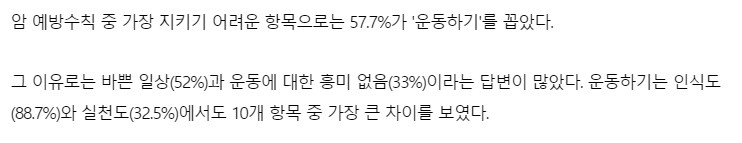 암 예방수칙 중 가장 지키기 어려운 항목으로는 57.7%가 '운동하기'를 꼽았다.
그 이유로는 바쁜 일상(52%)과 운동에 대한 흥미 없음(33%)이라는 답변이 많았다. 운동하기는 인식도
(88.7%)와 실천도(32.5%)에서도 10개 항목 중 가장 큰 차이를 보였다.